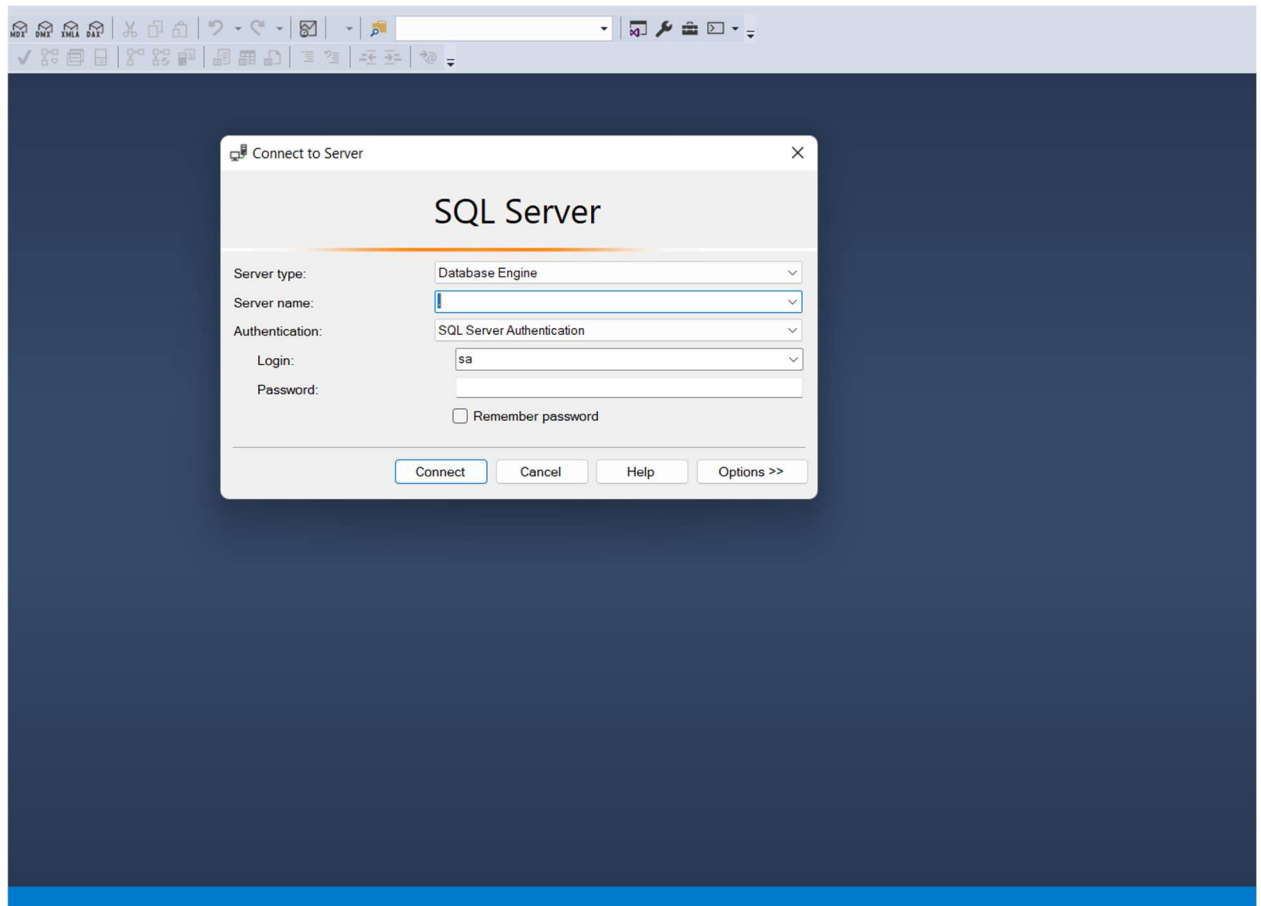 MDX DMX XMLA DAX
Connect to Server
SQL Server
Server type: Database Engine
Server name: .
Authentication: SQL Server Authentication
Login: sa
Password:
Remember password
Connect Cancel Help Options >>